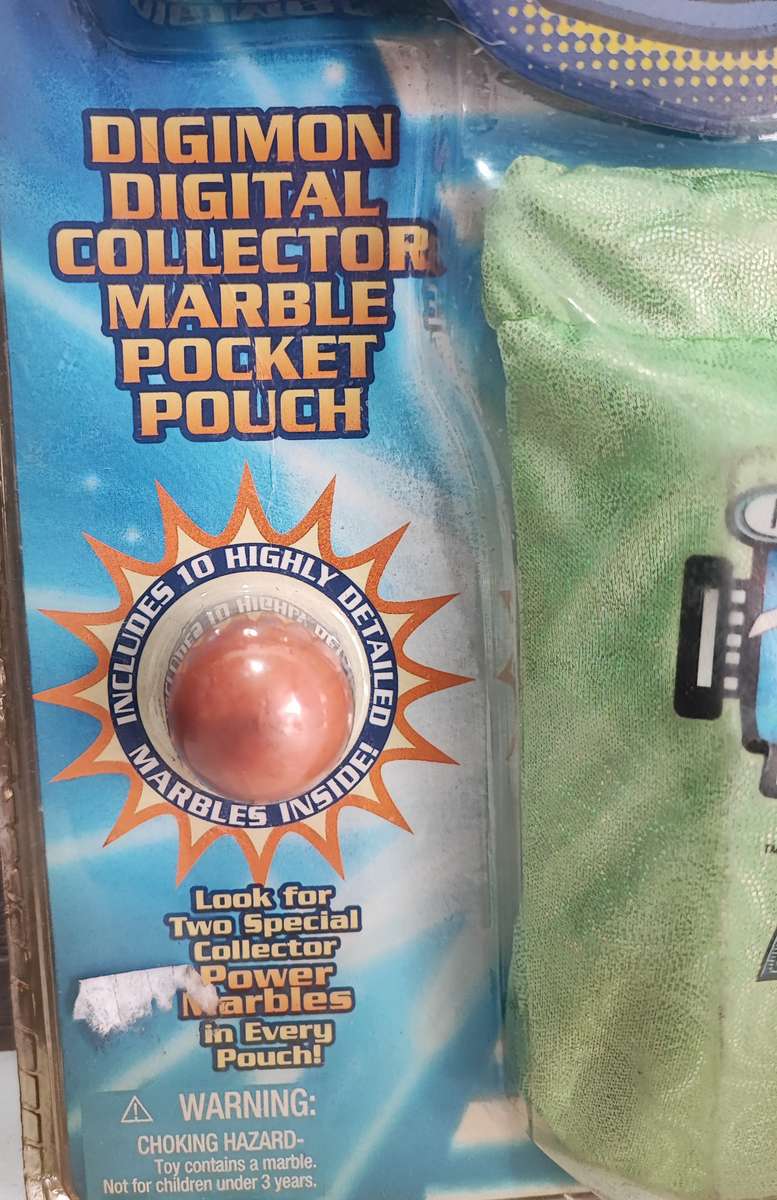 DIGIMON
DIGITAL
COLLECTOR
MARBLE
POCKET
POUCH
INCLUDES 10 HIGHLY DETAILED
MARBLES INSIDE!
Look for
Two Special
Collector
Power
Marbles
in Every
Pouch!
WARNING:
CHOKING HAZARD-
Toy contains a marble.
Not for children under 3 years.